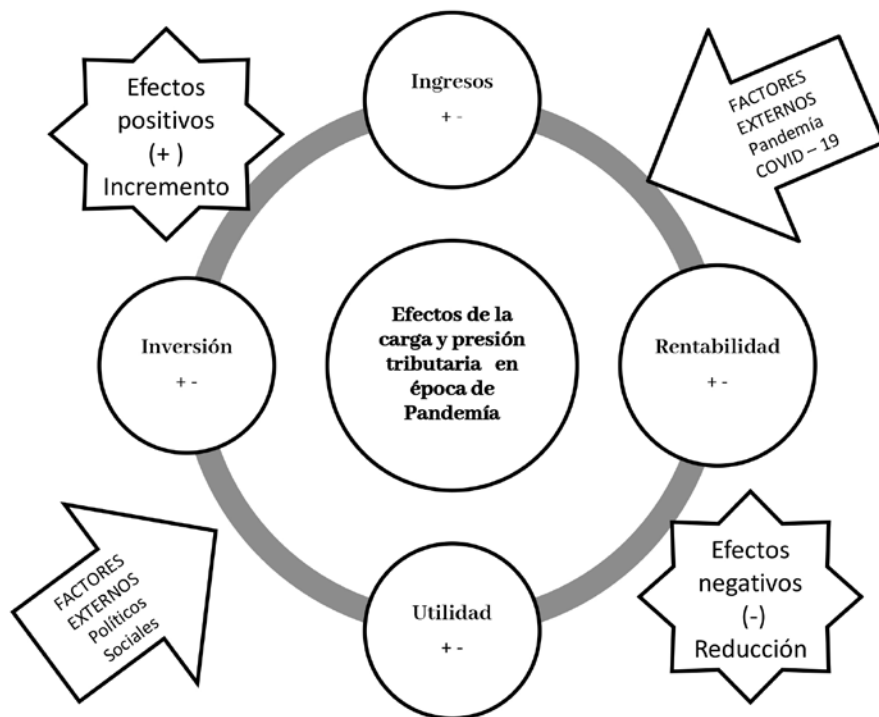 Efectos
positivos
(+ )
Incremento
Ingresos
+ -
FACTORES
EXTERNOS
Pandemía
COVID – 19
Inversión
+ -
Efectos de la
carga y presión
tributaria en
época de
Pandemía
Rentabilidad
+ -
FACTORES
EXTERNOS
Políticos
Sociales
Utilidad
+ -
Efectos
negativos
(-)
Reducción